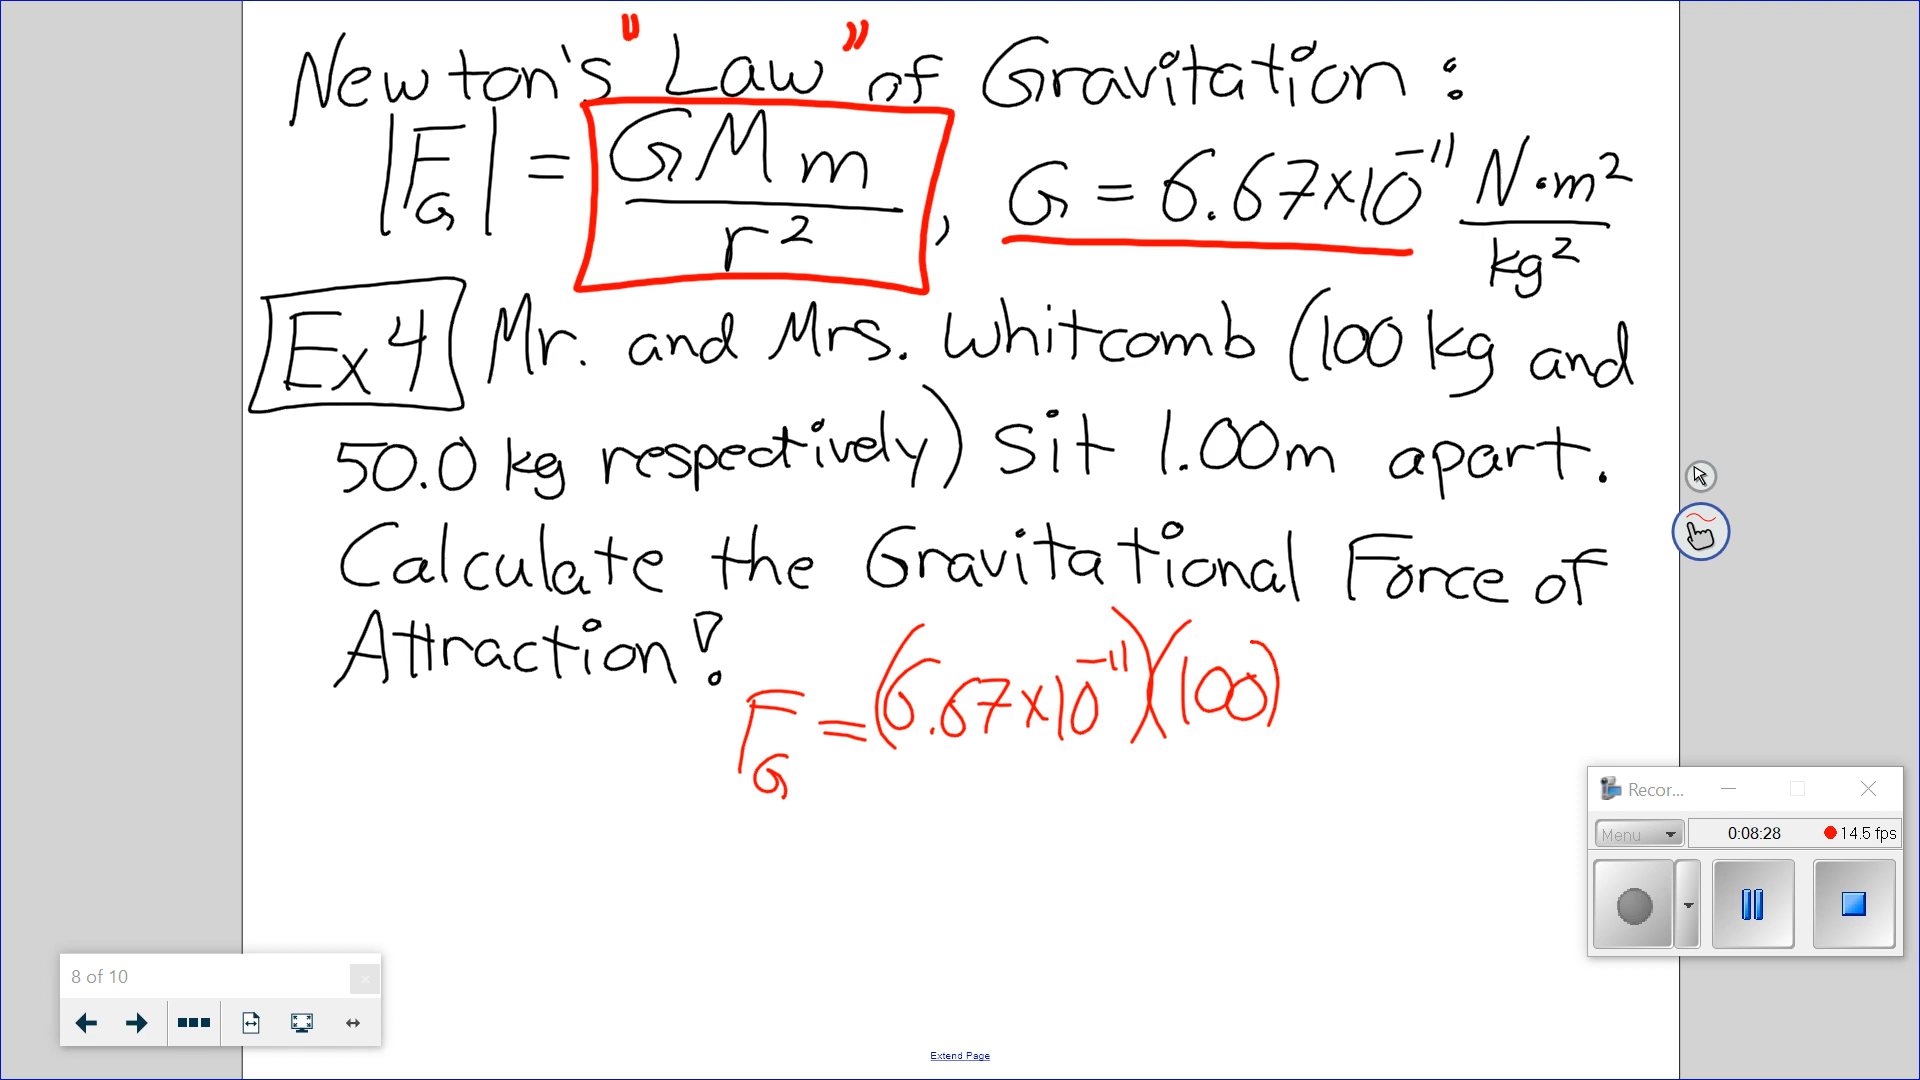 Newton's "Law" of Gravitation:
|F_G| = GMm / r², G = 6.67×10⁻¹¹ N·m² / kg²
Ex 4 Mr. and Mrs. Whitcomb (100 kg and
50.0 kg respectively) sit 1.00m apart.
Calculate the Gravitational Force of
Attraction!
F_G = (6.67×10⁻¹¹)(100)
Recor...
Menu 0:08:28 14.5 fps
8 of 10
Extend Page